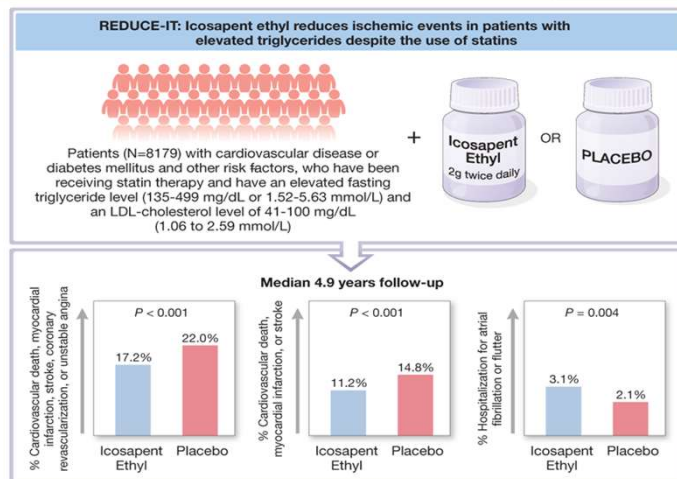 REDUCE-IT: Icosapent ethyl reduces ischemic events in patients with
elevated triglycerides despite the use of statins
Patients (N=8179) with cardiovascular disease or
diabetes mellitus and other risk factors, who have been
receiving statin therapy and have an elevated fasting
triglyceride level (135-499 mg/dL or 1.52-5.63 mmol/L) and
an LDL-cholesterol level of 41-100 mg/dL
(1.06 to 2.59 mmol/L)
+
Icosapent
Ethyl
2g twice daily
OR
PLACEBO
Median 4.9 years follow-up
% Cardiovascular death, myocardial
infarction, stroke, coronary
revascularization, or unstable angina
P < 0.001
17.2%
22.0%
Icosapent
Ethyl
Placebo
% Cardiovascular death,
myocardial infarction, or stroke
P < 0.001
11.2%
14.8%
Icosapent
Ethyl
Placebo
% Hospitalization for atrial
fibrillation or flutter
P = 0.004
3.1%
2.1%
Icosapent
Ethyl
Placebo